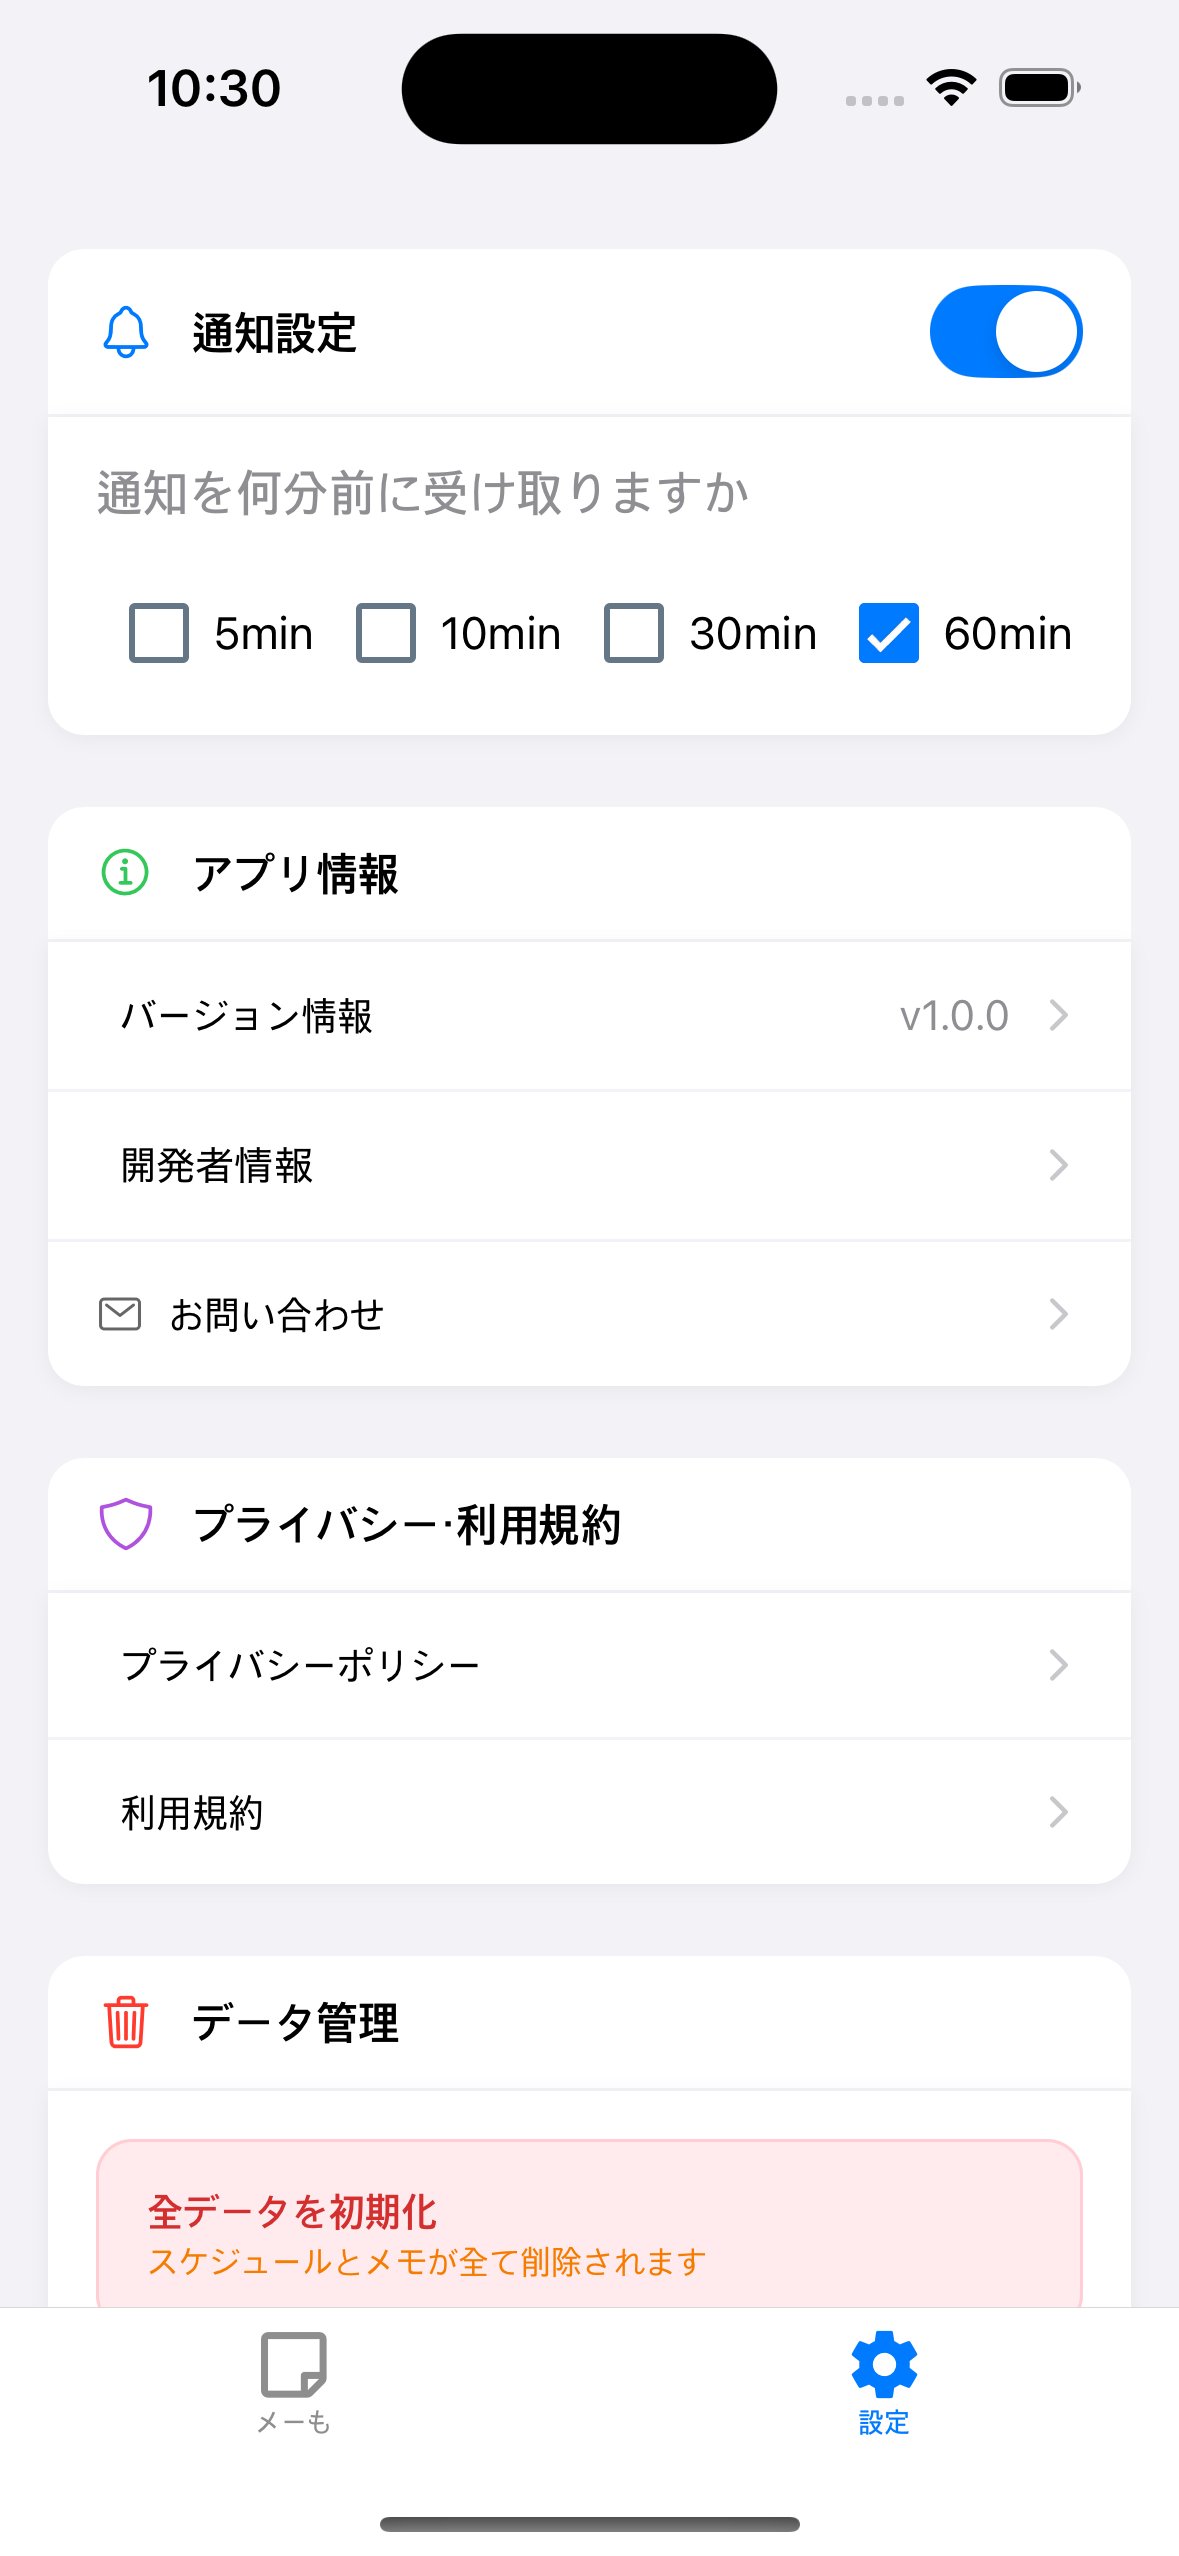 10:30
通知設定
通知を何分前に受け取りますか
5min 10min 30min 60min
アプリ情報
バージョン情報 v1.0.0
開発者情報
お問い合わせ
プライバシー·利用規約
プライバシーポリシー
利用規約
データ管理
全データを初期化
スケジュールとメモが全て削除されます
メーも 設定